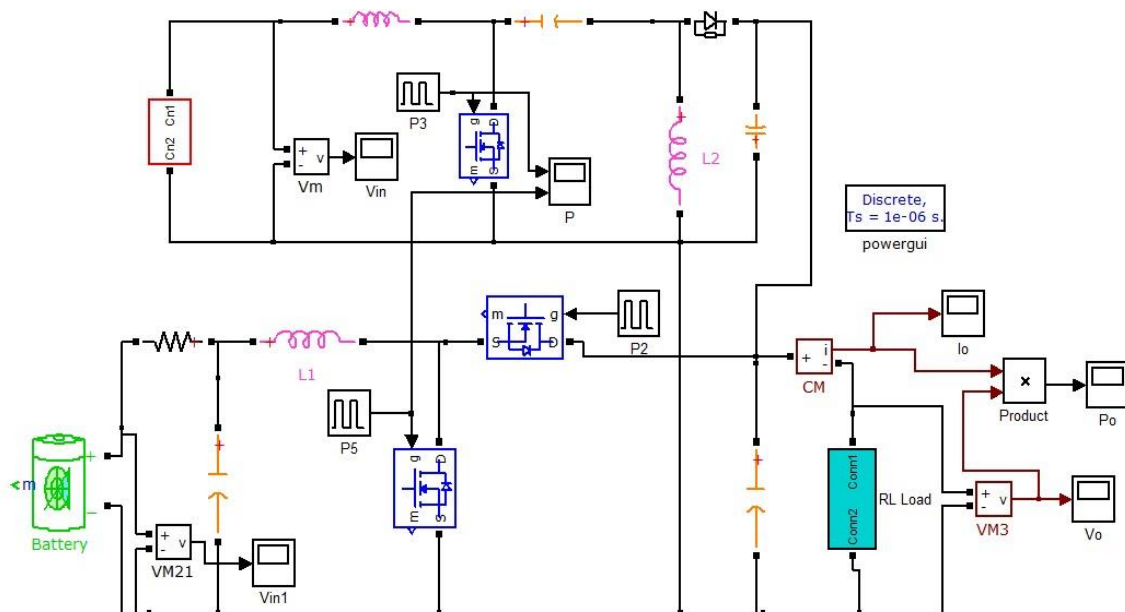 P3
g
D
m
S
Cn1
Cn2
+
-
v
Vm
Vin
P
L2
Discrete,
Ts = 1e-06 s.
powergui
m
g
S
D
P2
L1
P5
g
D
m
S
+
i
-
CM
Io
×
Product
Po
+
<m
−
Battery
+
-
v
VM21
Vin1
Conn1
Conn2
RL Load
+
-
v
VM3
Vo